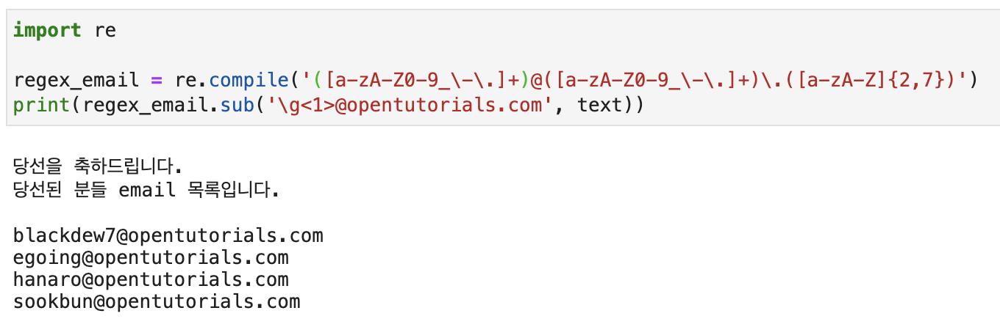 import re
regex_email = re.compile('([a-zA-Z0-9_\-\.]+)@([a-zA-Z0-9_\-\.]+)\.([a-zA-Z]{2,7})')
print(regex_email.sub('\g<1>@opentutorials.com', text))
당선을 축하드립니다.
당선된 분들 email 목록입니다.
blackdew7@opentutorials.com
egoing@opentutorials.com
hanaro@opentutorials.com
sookbun@opentutorials.com